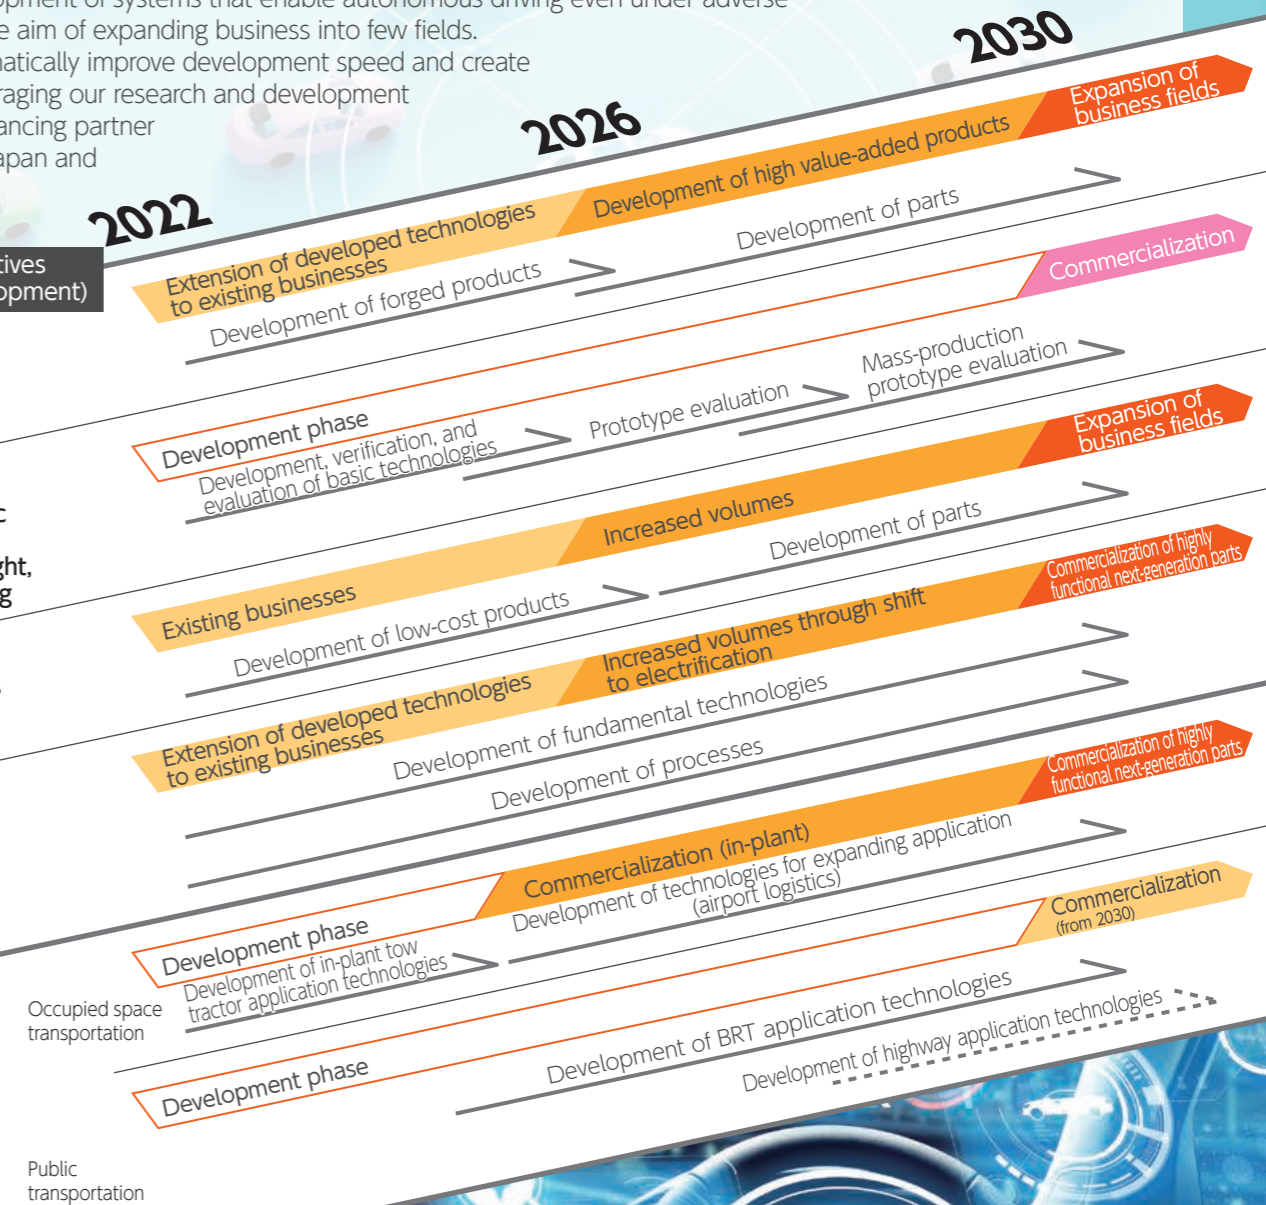 opment of systems that enable autonomous driving even under adverse
e aim of expanding business into few fields.
natically improve development speed and create
raging our research and development
ancing partner
apan and
2022
2026
2030
tives
opment)
Extension of developed technologies
to existing businesses
Development of high value-added products
Expansion of
business fields
Development of forged products
Development of parts
Development phase
Commercialization
Development, verification, and
evaluation of basic technologies
Prototype evaluation
Mass-production
prototype evaluation
c
ght,
g
Existing businesses
Increased volumes
Expansion of
business fields
Development of low-cost products
Development of parts
Extension of developed technologies
to existing businesses
Increased volumes through shift
to electrification
Commercialization of highly
functional next-generation parts
Development of fundamental technologies
Development of processes
Occupied space
transportation
Development phase
Commercialization (in-plant)
Commercialization of highly
functional next-generation parts
Development of in-plant tow
tractor application technologies
Development of technologies for expanding application
(airport logistics)
Public
transportation
Development phase
Commercialization
(from 2030)
Development of BRT application technologies
Development of highway application technologies